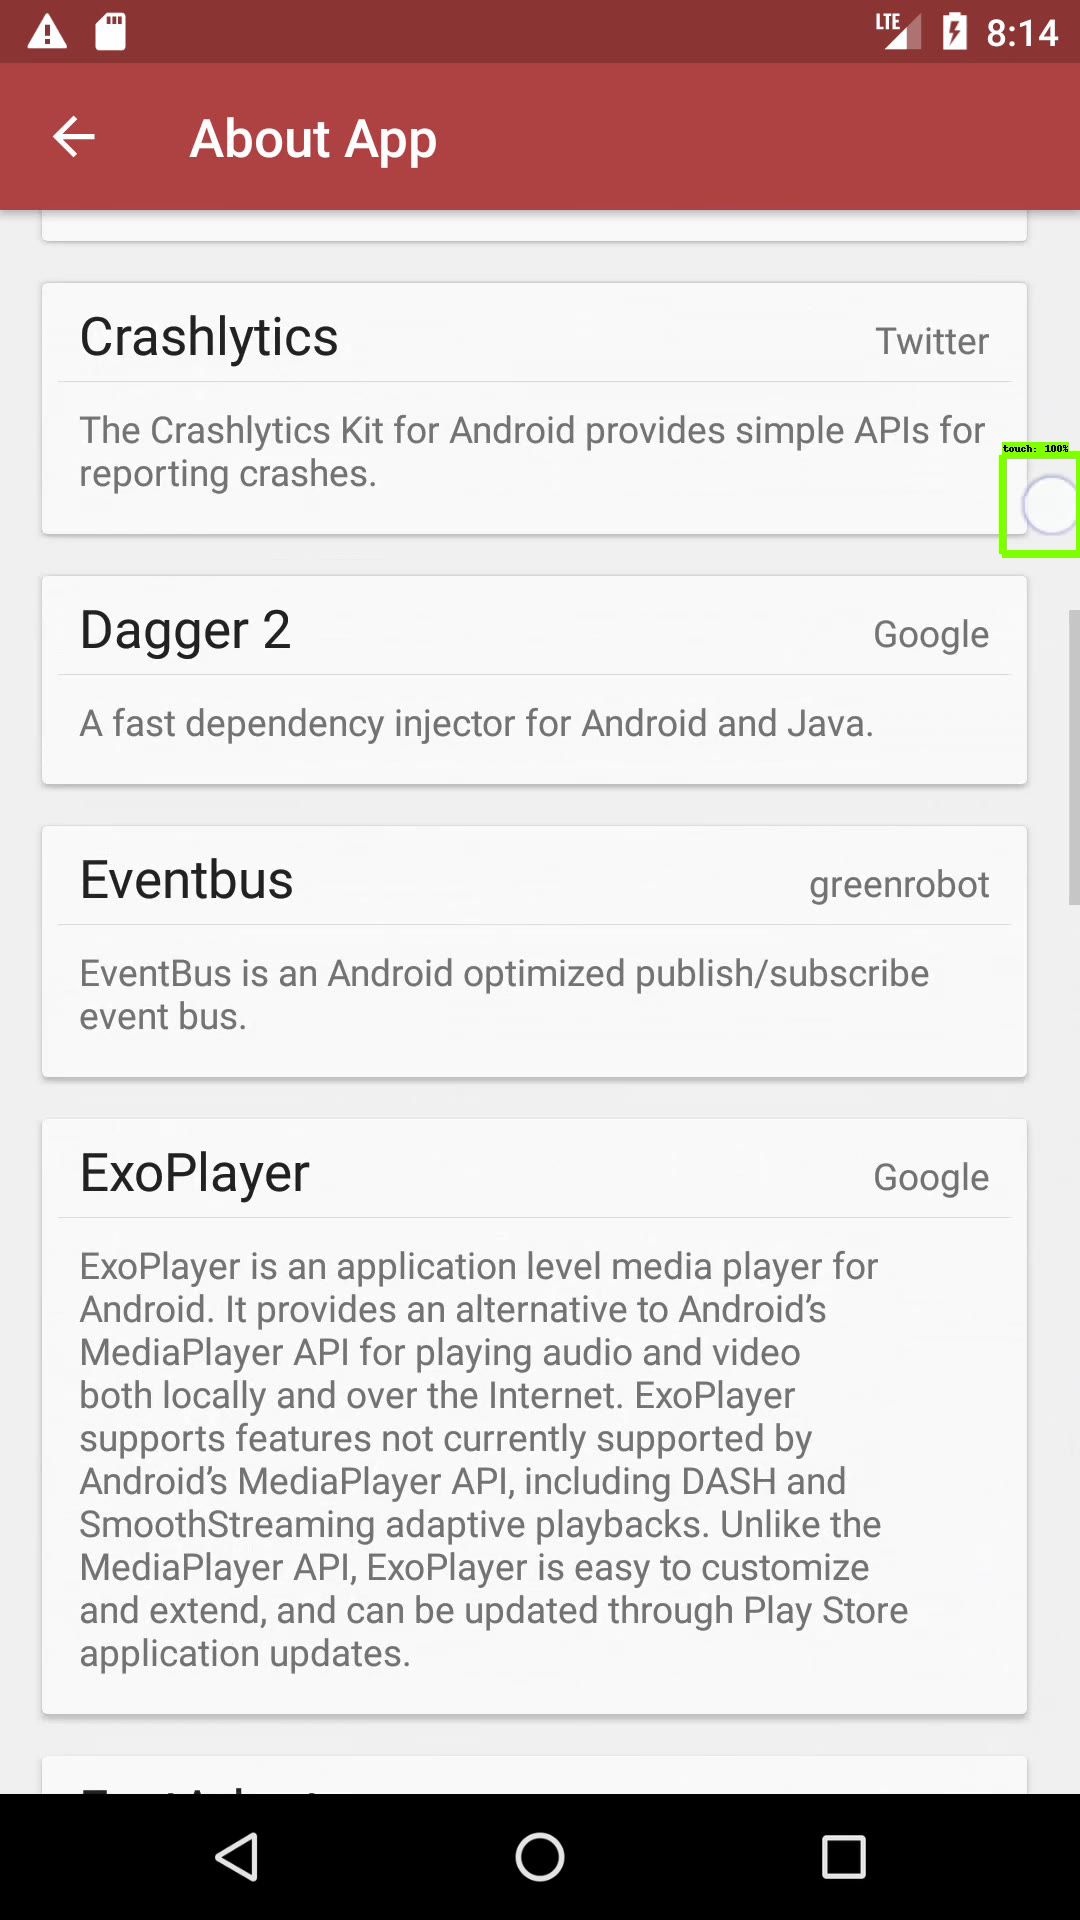 LTE 8:14
About App
Crashlytics Twitter
The Crashlytics Kit for Android provides simple APIs for
reporting crashes.
touch: 100%
Dagger 2 Google
A fast dependency injector for Android and Java.
Eventbus greenrobot
EventBus is an Android optimized publish/subscribe
event bus.
ExoPlayer Google
ExoPlayer is an application level media player for
Android. It provides an alternative to Android’s
MediaPlayer API for playing audio and video
both locally and over the Internet. ExoPlayer
supports features not currently supported by
Android’s MediaPlayer API, including DASH and
SmoothStreaming adaptive playbacks. Unlike the
MediaPlayer API, ExoPlayer is easy to customize
and extend, and can be updated through Play Store
application updates.